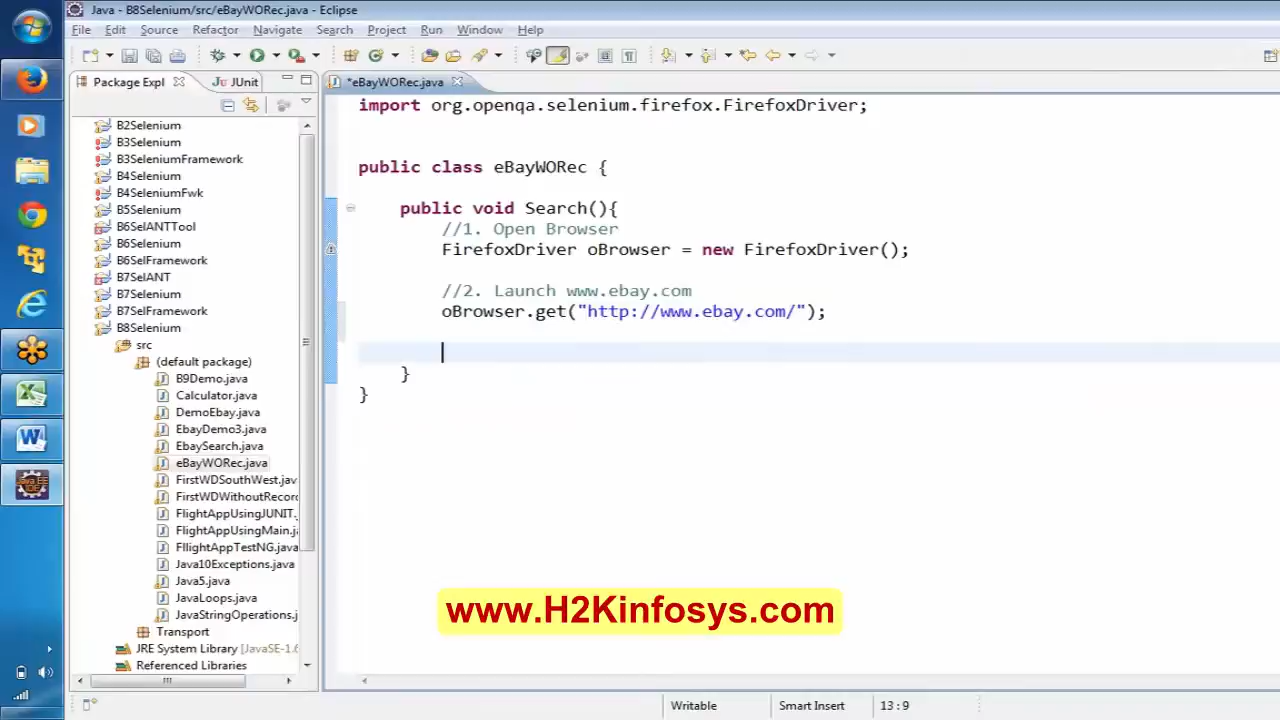 Java - B8Selenium/src/eBayWORec.java - Eclipse
File Edit Source Refactor Navigate Search Project Run Window Help
Package Expl JUnit
B2Selenium
B3Selenium
B3SeleniumFramework
B4Selenium
B4SeleniumFwk
B5Selenium
B6SelANTTool
B6Selenium
B6SelFramework
B7SelANT
B7Selenium
B7SelFramework
B8Selenium
src
(default package)
B9Demo.java
Calculator.java
DemoEbay.java
EbayDemo3.java
EbaySearch.java
eBayWORec.java
FirstWDSouthWest.jav
FirstWDWithoutRecor
FlightAppUsingJUNIT.
FlightAppUsingMain.j
FllightAppTestNG.java
Java10Exceptions.java
Java5.java
JavaLoops.java
JavaStringOperations.j
Transport
JRE System Library [JavaSE-1.6
Referenced Libraries
*eBayWORec.java
import org.openqa.selenium.firefox.FirefoxDriver;
public class eBayWORec {
public void Search(){
//1. Open Browser
FirefoxDriver oBrowser = new FirefoxDriver();
//2. Launch www.ebay.com
oBrowser.get("http://www.ebay.com/");
}
}
www.H2Kinfosys.com
Writable Smart Insert 13 : 9